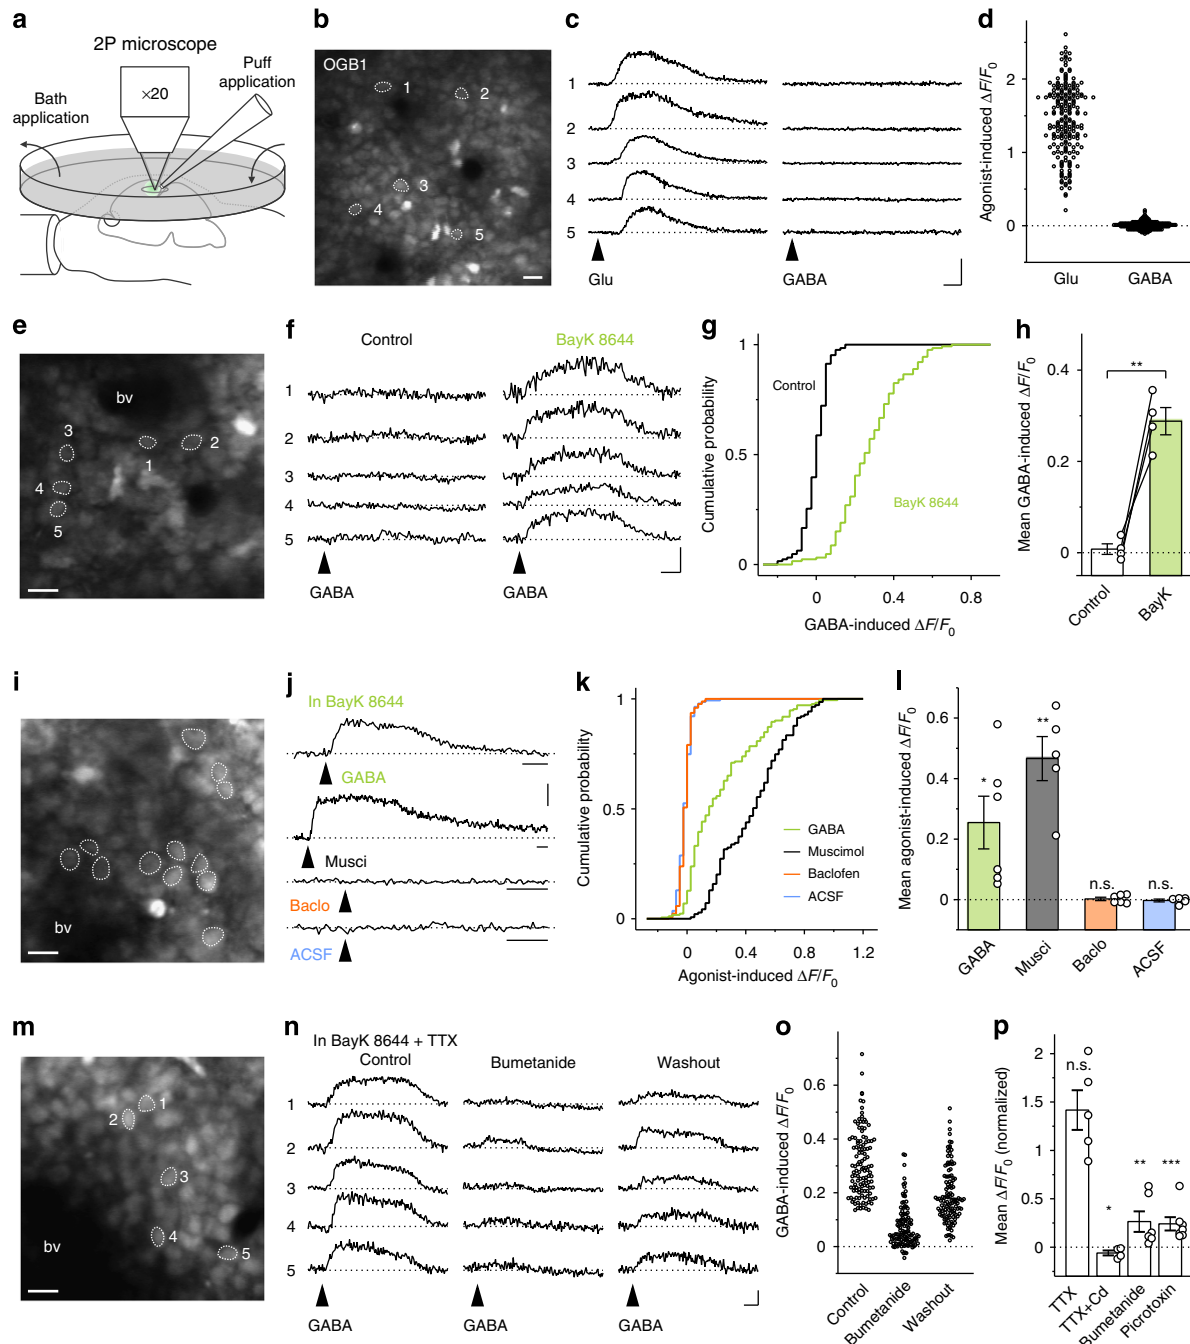 a
2P microscope
×20
Bath
application
Puff
application
b
OGB1
1
2
3
4
5
c
1
2
3
4
5
Glu
GABA
d
Agonist-induced ΔF/F0
2
1
0
Glu
GABA
e
bv
3
2
1
4
5
f
Control
BayK 8644
1
2
3
4
5
GABA
GABA
g
Cumulative probability
1
0.5
0
Control
BayK 8644
0
0.4
0.8
GABA-induced ΔF/F0
h
Mean GABA-induced ΔF/F0
0.4
0.2
0
**
Control
BayK
i
bv
j
In BayK 8644
GABA
Musci
Baclo
ACSF
k
Cumulative probability
1
0.5
0
GABA
Muscimol
Baclofen
ACSF
0
0.4
0.8
1.2
Agonist-induced ΔF/F0
l
Mean agonist-induced ΔF/F0
0.6
0.4
0.2
0
*
**
n.s.
n.s.
GABA
Musci
Baclo
ACSF
m
1
2
3
4
5
bv
n
In BayK 8644 + TTX
Control
Bumetanide
Washout
1
2
3
4
5
GABA
GABA
GABA
o
GABA-induced ΔF/F0
0.6
0.4
0.2
0
Control
Bumetanide
Washout
p
Mean ΔF/F0 (normalized)
2
1.5
1
0.5
0
n.s.
*
**
***
TTX
TTX+Cd
Bumetanide
Picrotoxin